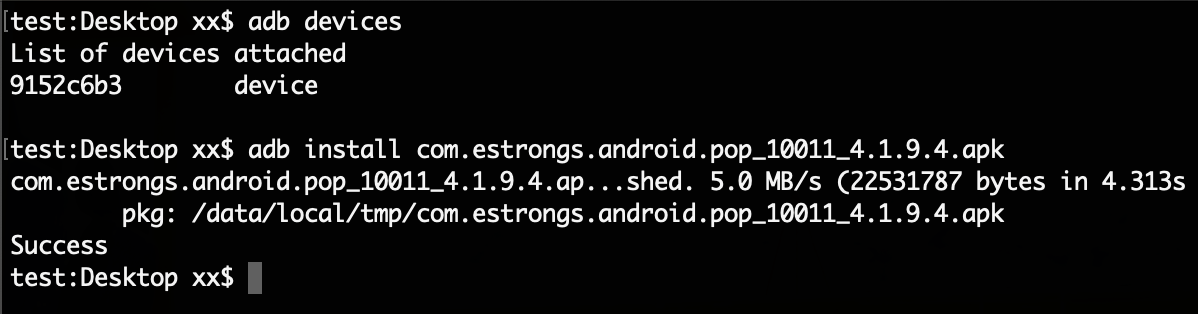 [test:Desktop xx$ adb devices
List of devices attached
9152c6b3        device
[test:Desktop xx$ adb install com.estrongs.android.pop_10011_4.1.9.4.apk
com.estrongs.android.pop_10011_4.1.9.4.ap...shed. 5.0 MB/s (22531787 bytes in 4.313s
        pkg: /data/local/tmp/com.estrongs.android.pop_10011_4.1.9.4.apk
Success
test:Desktop xx$